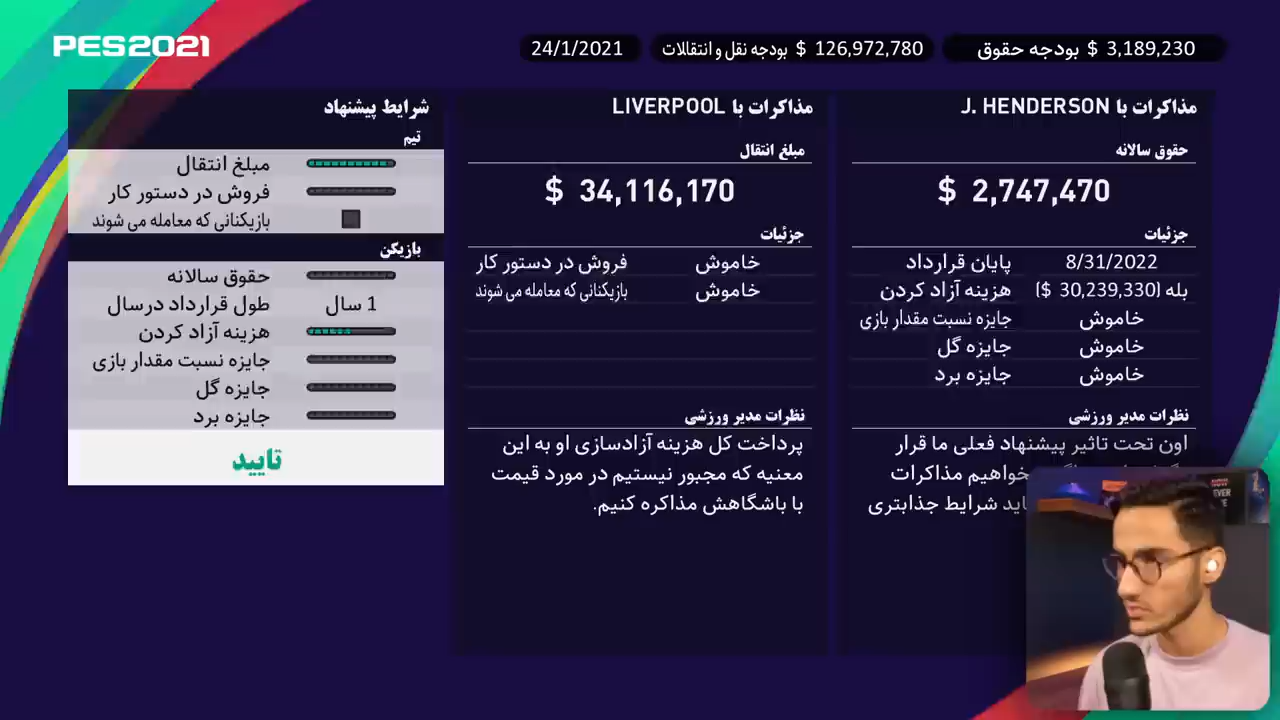 PES2021
24/1/2021
بودجه نقل و انتقالات $ 126,972,780
بودجه حقوق $ 3,189,230
شرایط پیشنهاد
تیم
مبلغ انتقال
فروش در دستور کار
بازیکنانی که معامله می شوند
بازیکن
حقوق سالانه
طول قرارداد درسال 1 سال
هزینه آزاد کردن
جایزه نسبت مقدار بازی
جایزه گل
جایزه برد
تایید
مذاکرات با LIVERPOOL
مبلغ انتقال
$ 34,116,170
جزئیات
فروش در دستور کار خاموش
بازیکنانی که معامله می شوند خاموش
نظرات مدیر ورزشی
پرداخت کل هزینه آزادسازی او به این
معنیه که مجبور نیستیم در مورد قیمت
با باشگاهش مذاکره کنیم.
مذاکرات با J. HENDERSON
حقوق سالانه
$ 2,747,470
جزئیات
پایان قرارداد 8/31/2022
هزینه آزاد کردن بله ($ 30,239,330)
جایزه نسبت مقدار بازی خاموش
جایزه گل خاموش
جایزه برد خاموش
نظرات مدیر ورزشی
اون تحت تاثیر پیشنهاد فعلی ما قرار
خواهیم مذاکرات
شرایط جذابتری